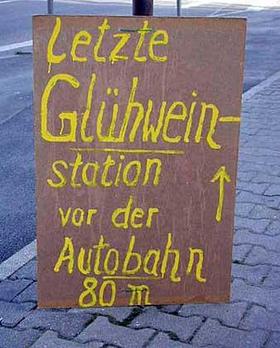 Letzte
Glühwein-
station
vor der
Autobahn
80 m